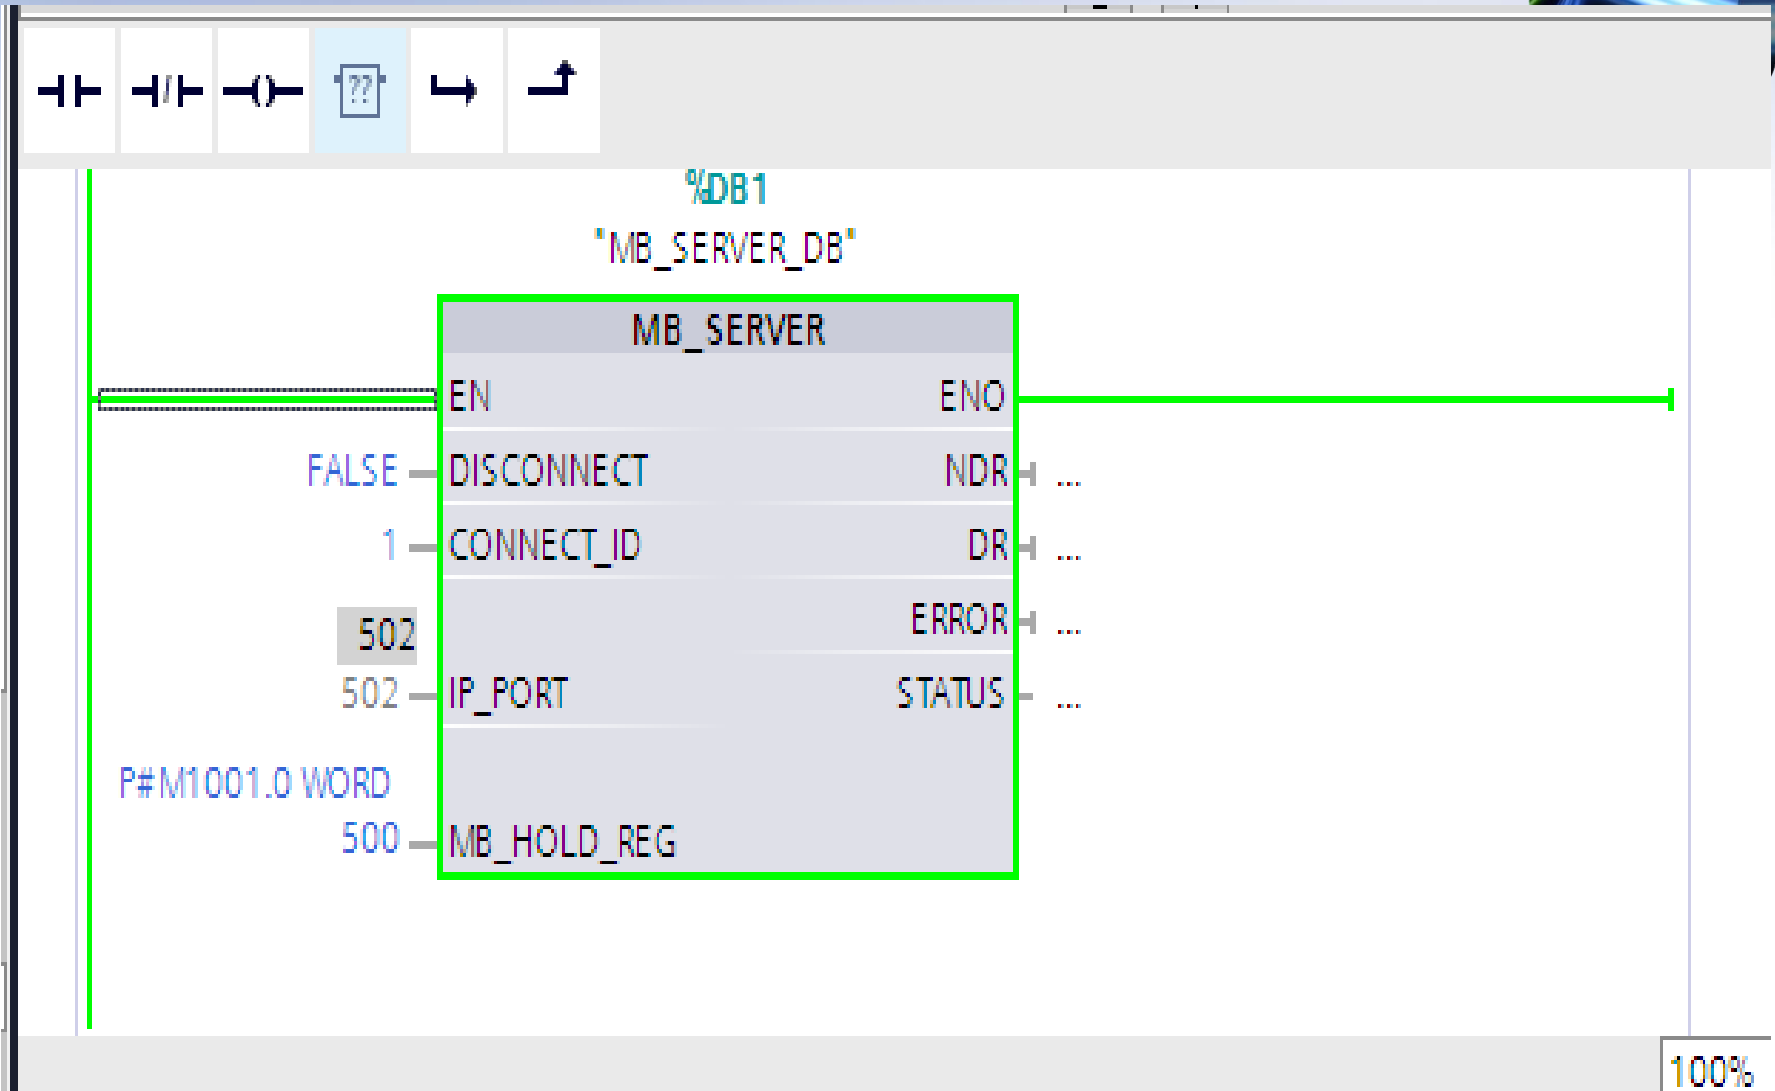 ??
%DB1
"MB_SERVER_DB"
MB_SERVER
EN ENO
FALSE DISCONNECT NDR ...
1 CONNECT_ID DR ...
ERROR ...
502
502 IP_PORT STATUS ...
P#M1001.0 WORD
500 MB_HOLD_REG
100%